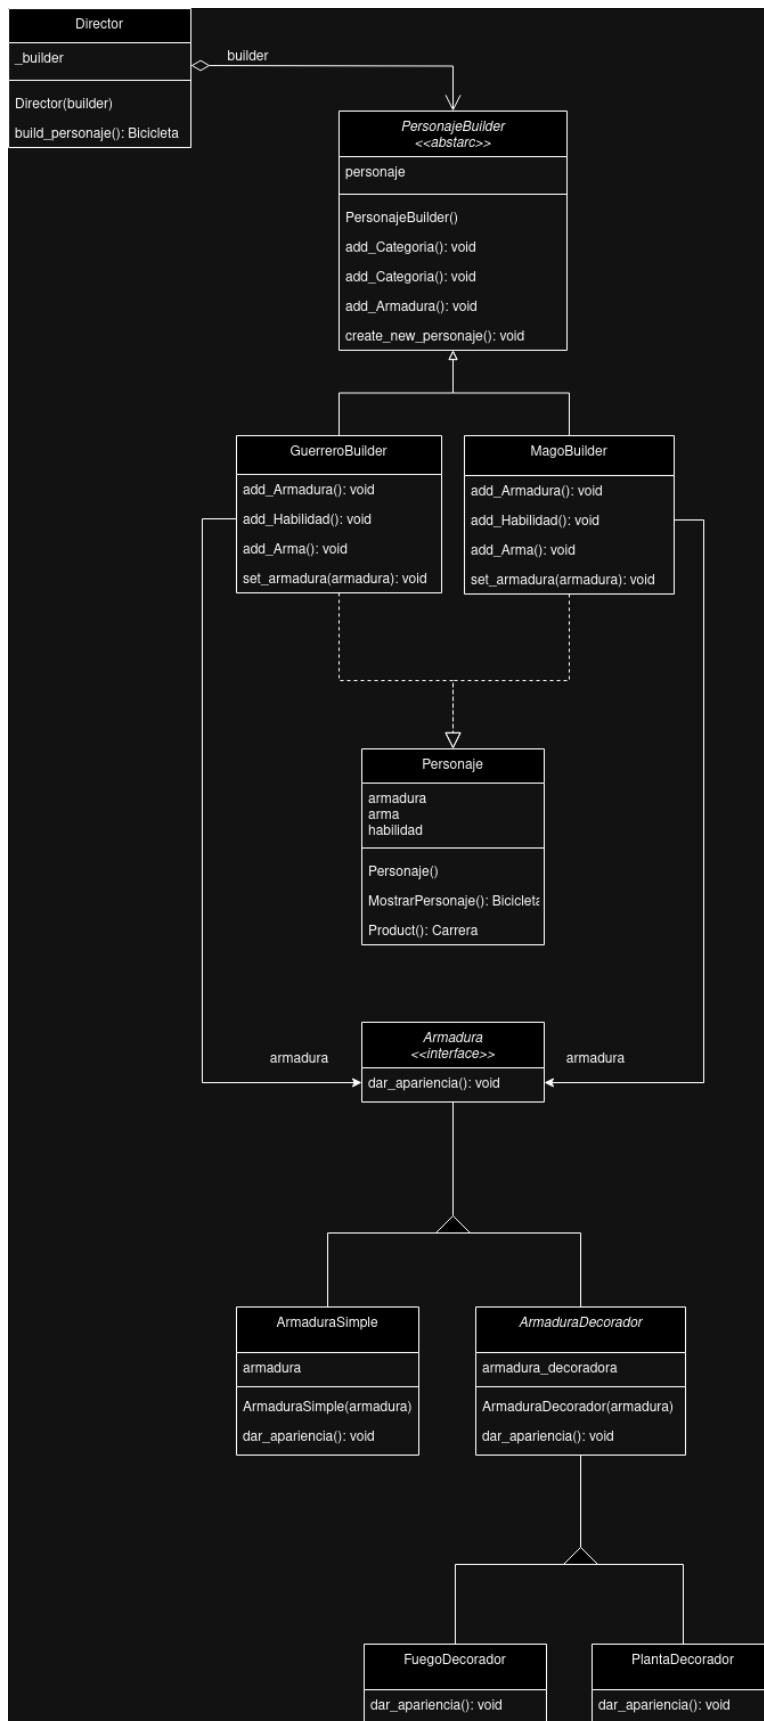 Director
_builder
Director(builder)
build_personaje(): Bicicleta
builder
PersonajeBuilder
<<abstarc>>
personaje
PersonajeBuilder()
add_Categoria(): void
add_Categoria(): void
add_Armadura(): void
create_new_personaje(): void
GuerreroBuilder
add_Armadura(): void
add_Habilidad(): void
add_Arma(): void
set_armadura(armadura): void
MagoBuilder
add_Armadura(): void
add_Habilidad(): void
add_Arma(): void
set_armadura(armadura): void
Personaje
armadura
arma
habilidad
Personaje()
MostrarPersonaje(): Bicicleta
Product(): Carrera
armadura
Armadura
<<interface>>
dar_apariencia(): void
armadura
ArmaduraSimple
armadura
ArmaduraSimple(armadura)
dar_apariencia(): void
ArmaduraDecorador
armadura_decoradora
ArmaduraDecorador(armadura)
dar_apariencia(): void
FuegoDecorador
dar_apariencia(): void
PlantaDecorador
dar_apariencia(): void